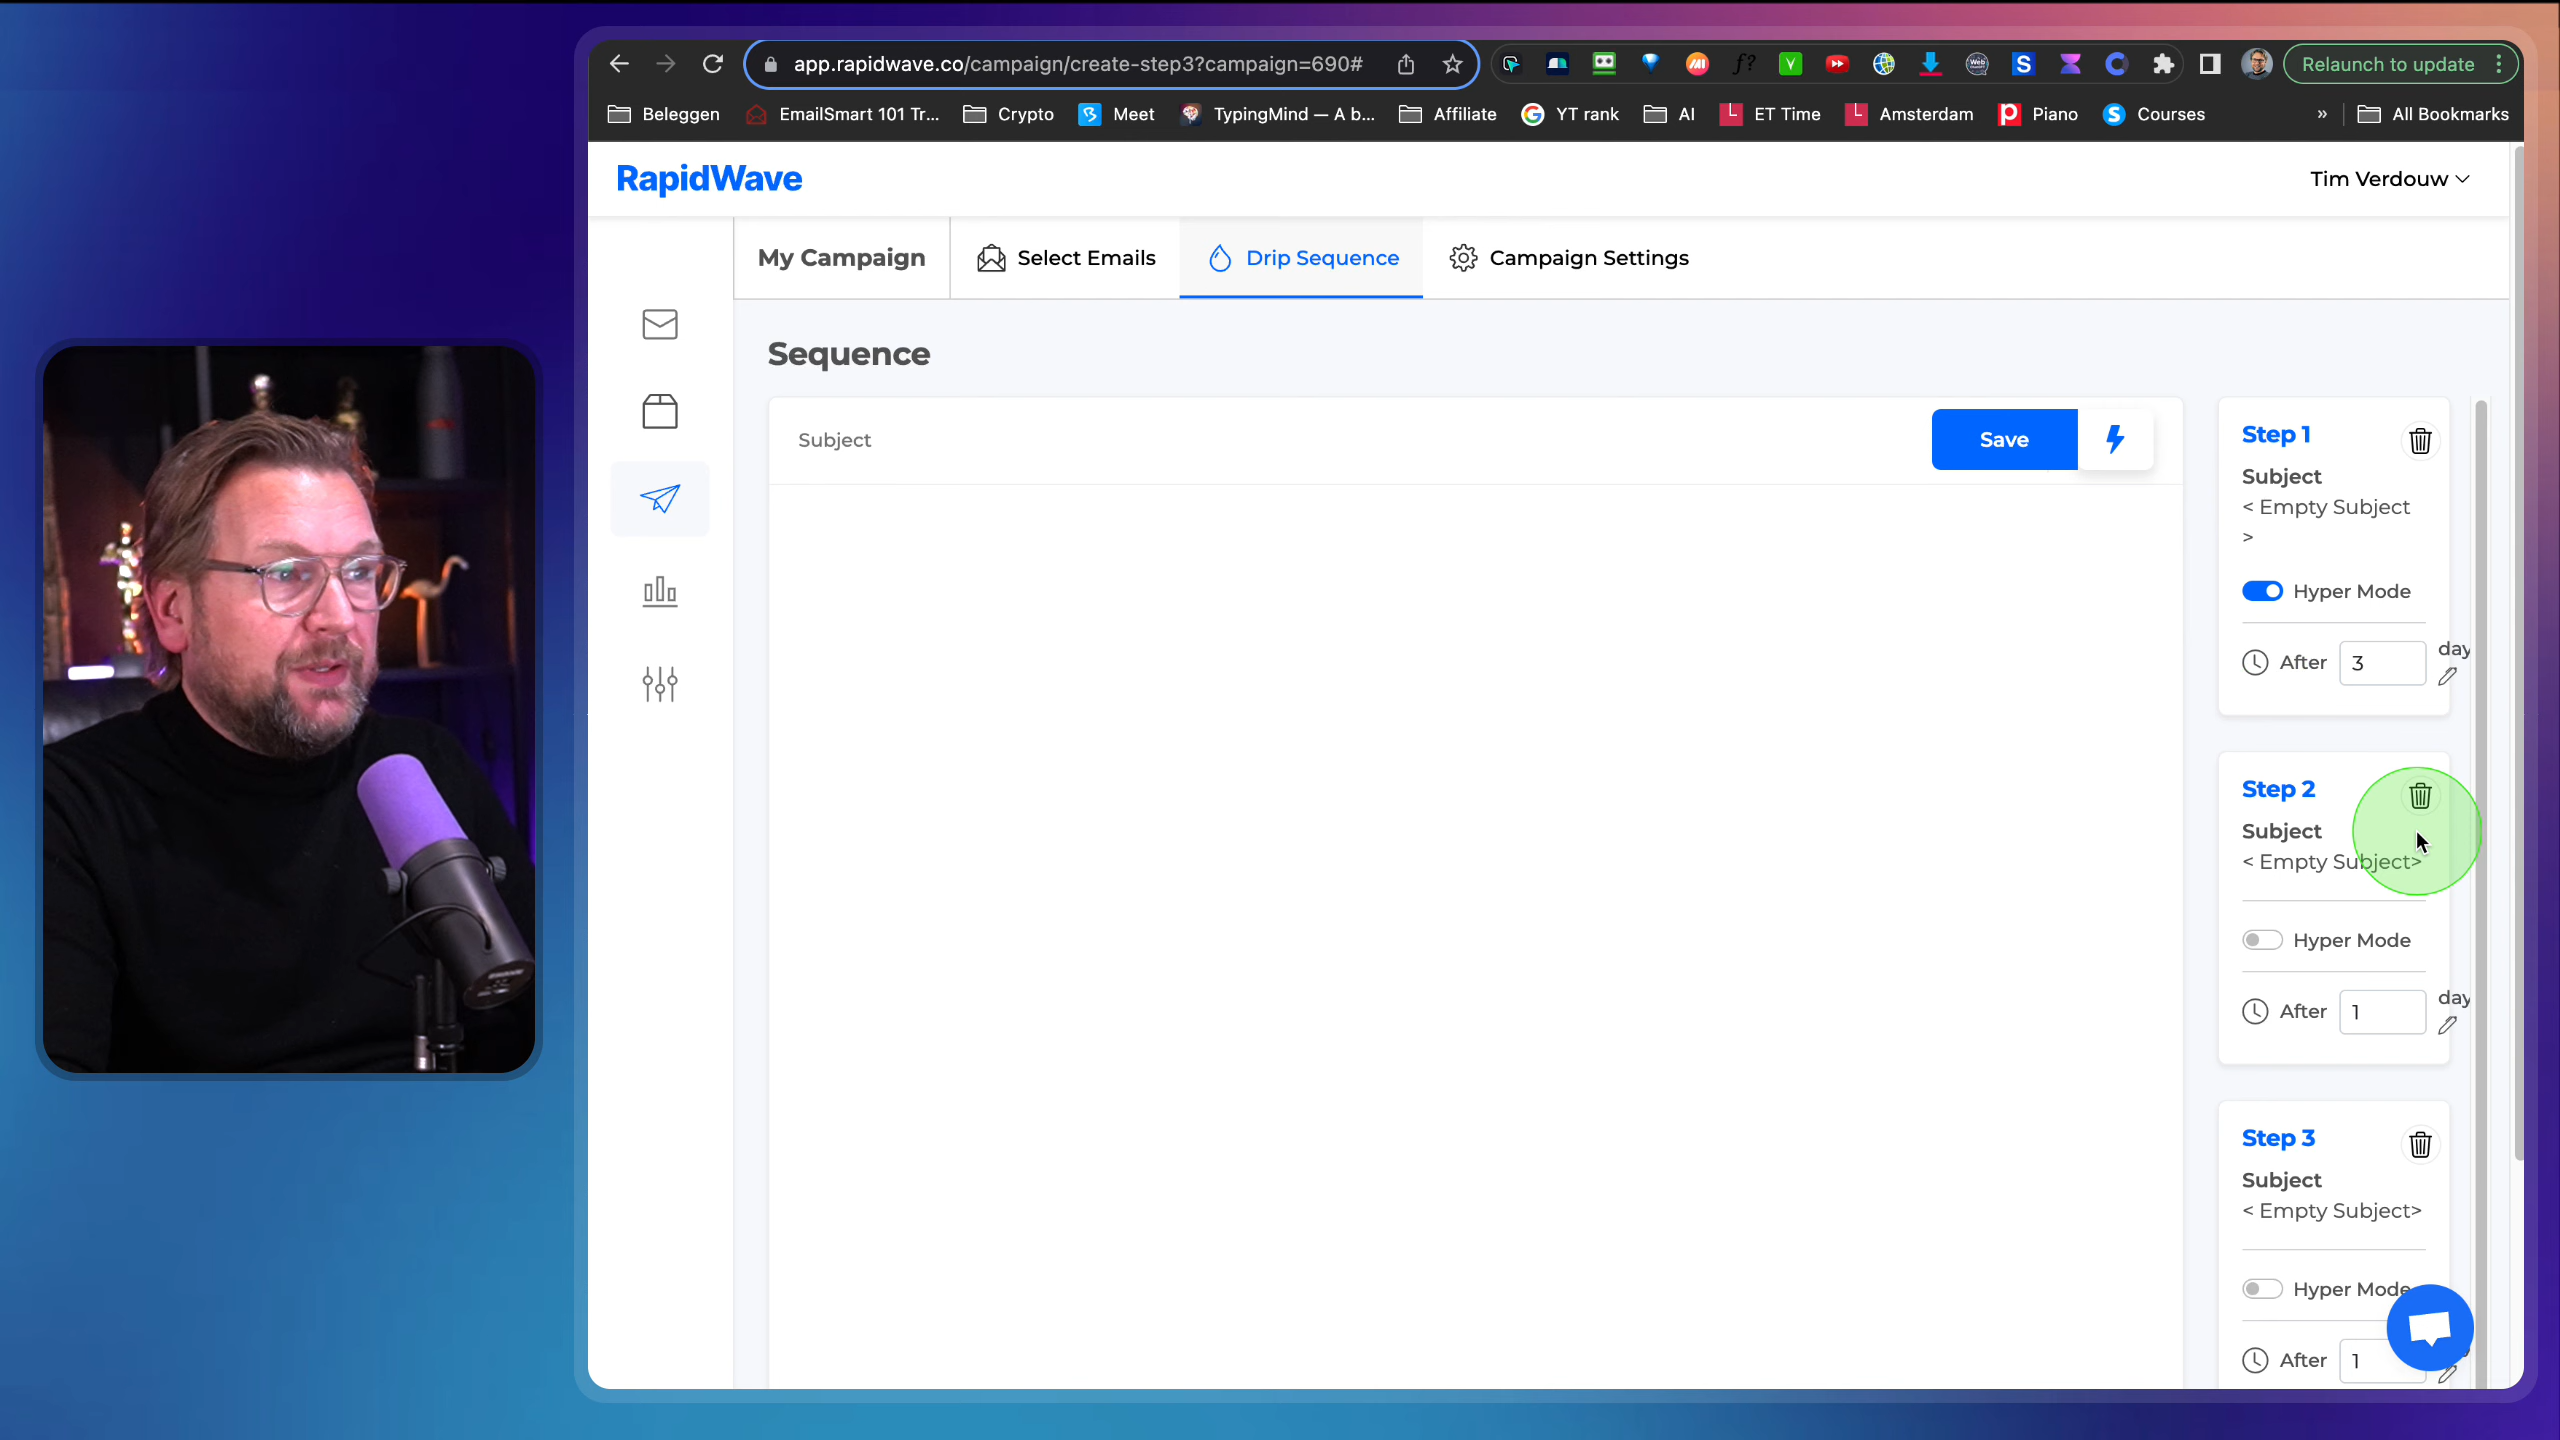 app.rapidwave.co/campaign/create-step3?campaign=690#
Relaunch to update
Beleggen
EmailSmart 101 Tr...
Crypto
Meet
TypingMind — A b...
Affiliate
YT rank
AI
ET Time
Amsterdam
Piano
Courses
»
All Bookmarks
RapidWave
Tim Verdouw
My Campaign
Select Emails
Drip Sequence
Campaign Settings
Sequence
Subject
Save
Step 1
Subject
< Empty Subject
>
Hyper Mode
After 3 day
Step 2
Subject
< Empty Subject>
Hyper Mode
After 1 day
Step 3
Subject
< Empty Subject>
Hyper Mode
After 1